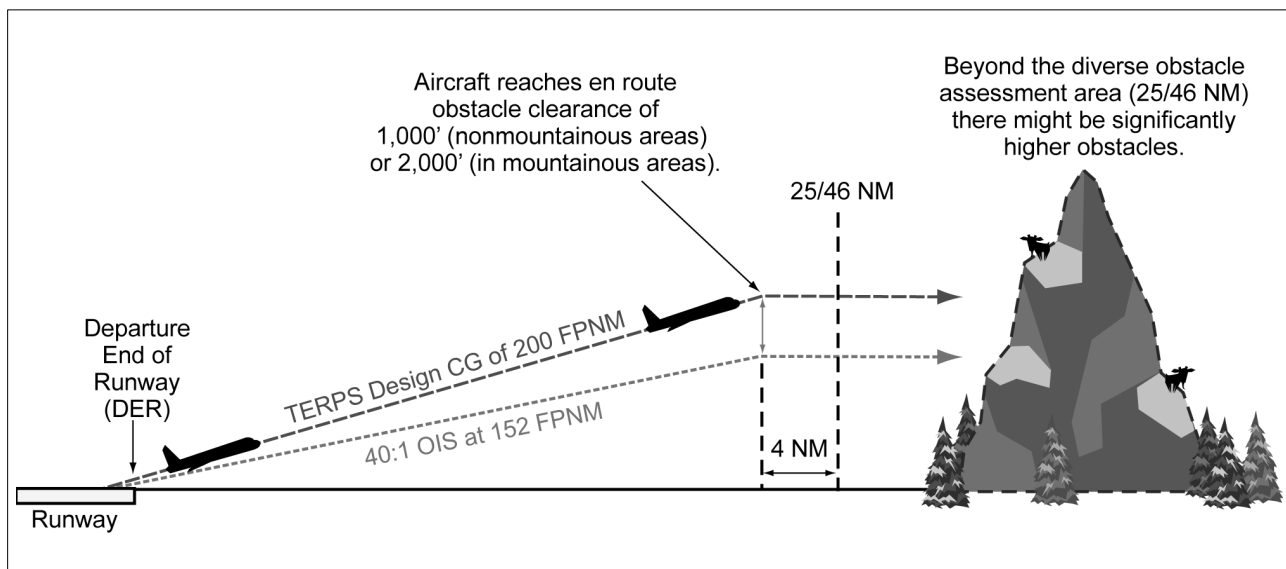 Aircraft reaches en route
obstacle clearance of
1,000’ (nonmountainous areas)
or 2,000’ (in mountainous areas).
Beyond the diverse obstacle
assessment area (25/46 NM)
there might be significantly
higher obstacles.
25/46 NM
Departure
End of
Runway
(DER)
TERPS Design CG of 200 FPNM
40:1 OIS at 152 FPNM
4 NM
Runway